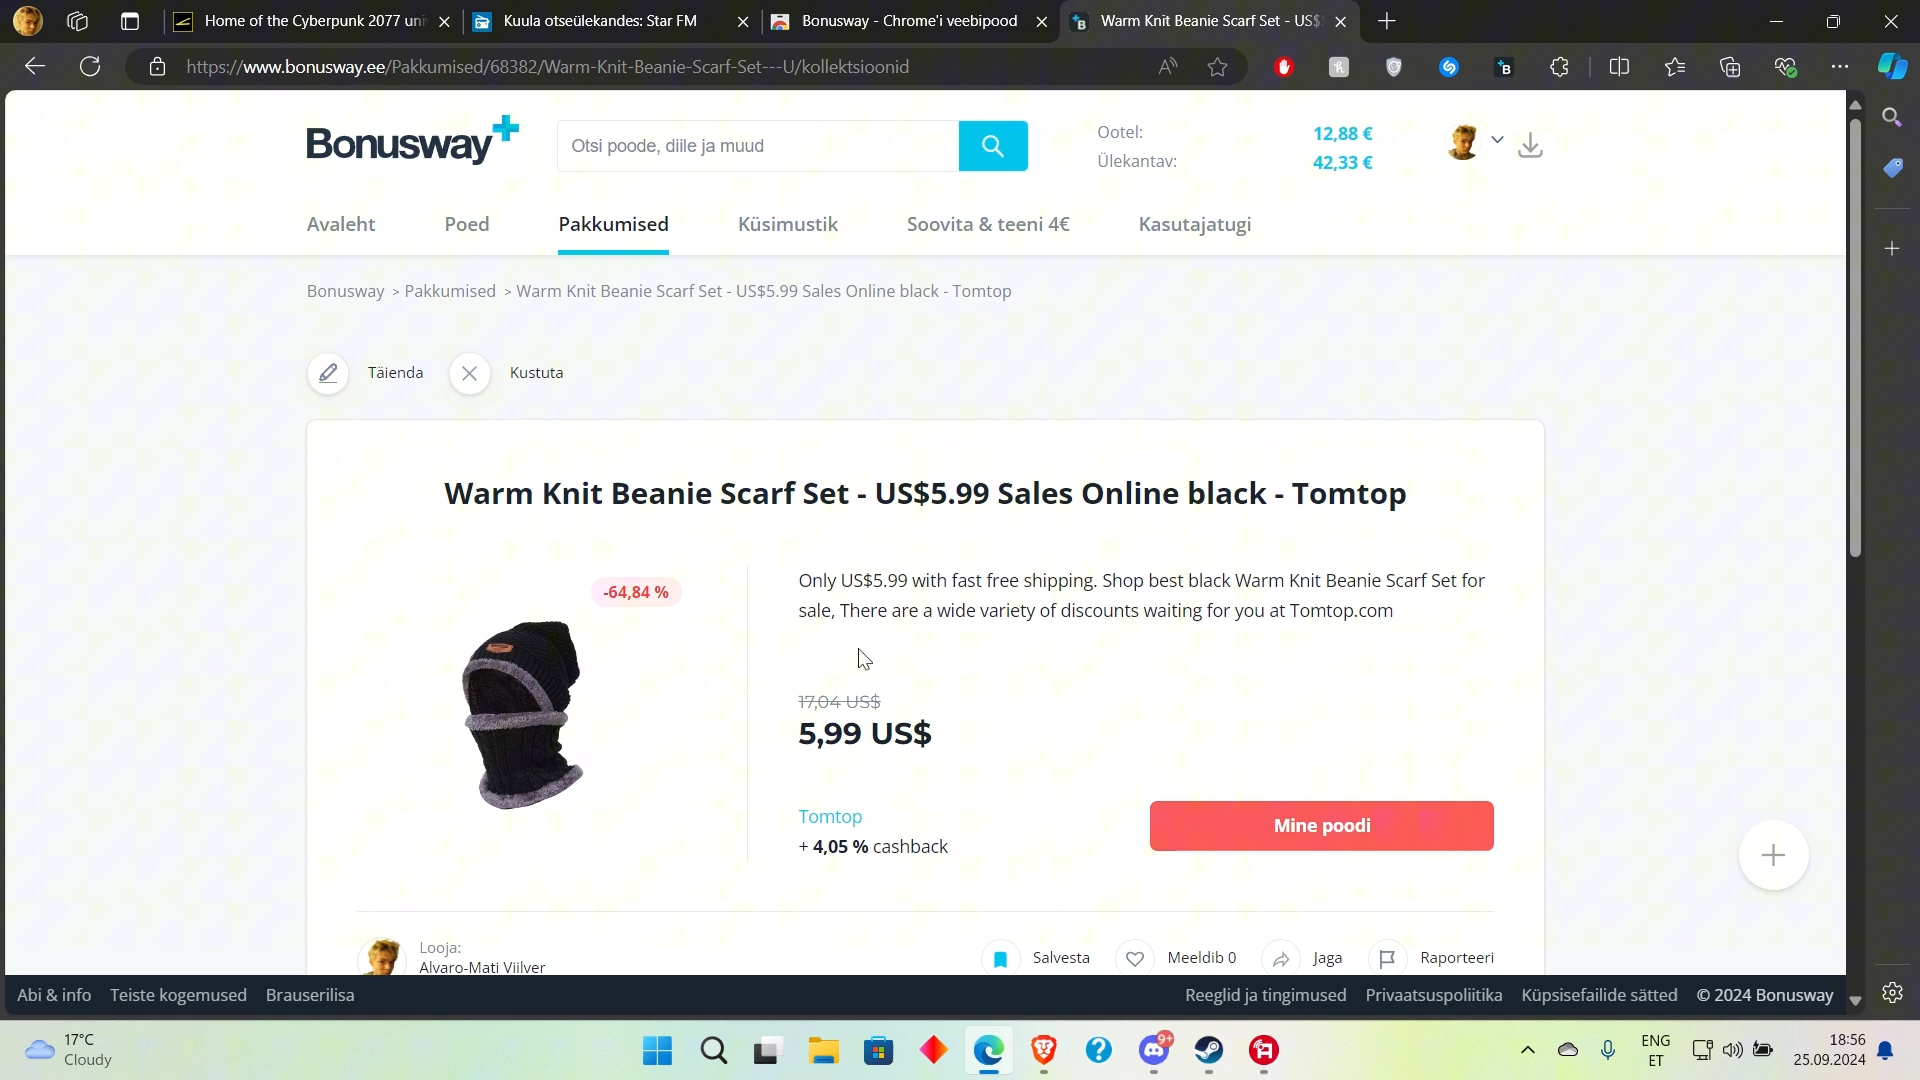 Home of the Cyberpunk 2077 uni
Kuula otseülekandes: Star FM
Bonusway - Chrome'i veebipood
Warm Knit Beanie Scarf Set - US$
https://www.bonusway.ee/Pakkumised/68382/Warm-Knit-Beanie-Scarf-Set---U/kollektsioonid
Bonusway
Otsi poode, diile ja muud
Ootel: 12,88 €
Ülekantav: 42,33 €
Avaleht Poed Pakkumised Küsimustik Soovita & teeni 4€ Kasutajatugi
Bonusway > Pakkumised > Warm Knit Beanie Scarf Set - US$5.99 Sales Online black - Tomtop
Täienda Kustuta
Warm Knit Beanie Scarf Set - US$5.99 Sales Online black - Tomtop
-64,84 %
Only US$5.99 with fast free shipping. Shop best black Warm Knit Beanie Scarf Set for
sale, There are a wide variety of discounts waiting for you at Tomtop.com
17,04 US$
5,99 US$
Tomtop
+ 4,05 % cashback
Mine poodi
Looja:
Alvaro-Mati Viilver
Salvesta Meeldib 0 Jaga Raporteeri
Abi & info Teiste kogemused Brauserilisa Reeglid ja tingimused Privaatsuspoliitika Küpsisefailide sätted © 2024 Bonusway
17°C
Cloudy
9+
ENG
ET
18:56
25.09.2024